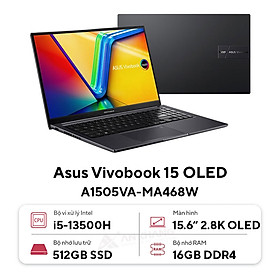 Asus Vivobook 15 OLED
A1505VA-MA468W
Bộ vi xử lý Intel
CPU
i5-13500H
Màn hình
15.6” 2.8K OLED
Bộ nhớ lưu trữ
512GB SSD
Bộ nhớ RAM
16GB DDR4